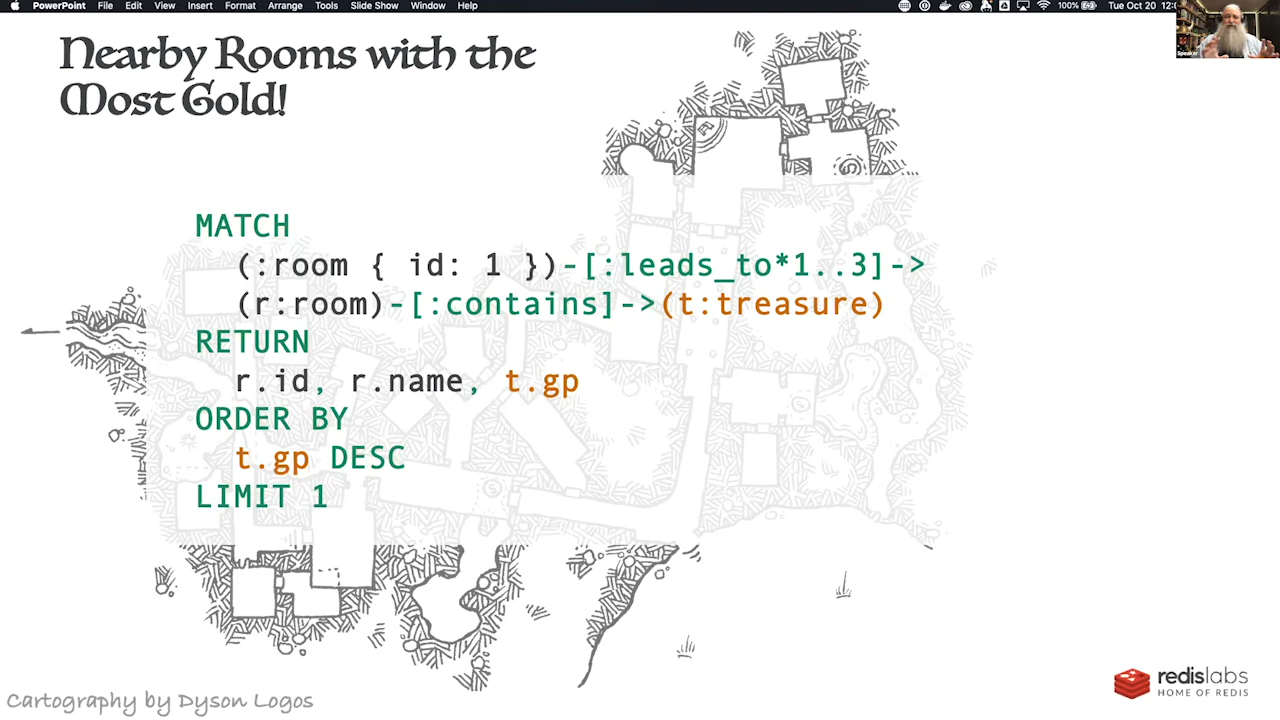 PowerPoint File Edit View Insert Format Arrange Tools Slide Show Window Help
100% Tue Oct 20
Speaker
Nearby Rooms with the
Most Gold!
MATCH
(:room { id: 1 })-[:leads_to*1..3]->
(r:room)-[:contains]->(t:treasure)
RETURN
r.id, r.name, t.gp
ORDER BY
t.gp DESC
LIMIT 1
Cartography by Dyson Logos
redislabs
HOME OF REDIS